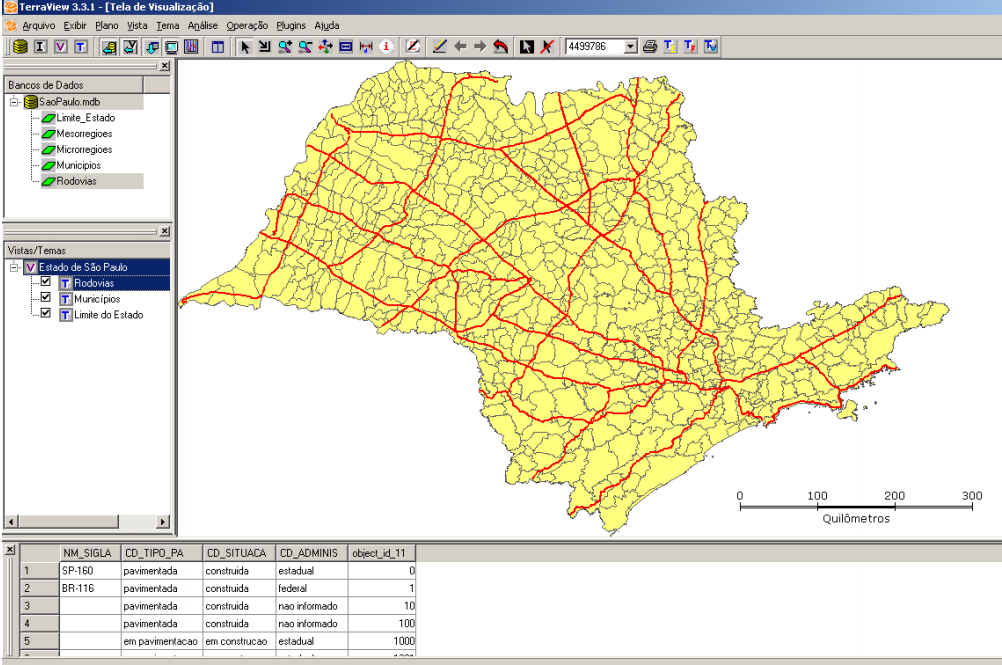 TerraView 3.3.1 - [Tela de Visualização]
Arquivo Exibir Plano Vista Tema Análise Operação Plugins Ajuda
I V T 4499786
Bancos de Dados
SaoPaulo.mdb
Limite_Estado
Mesorregioes
Microrregioes
Municipios
Rodovias
Vistas/Temas
V Estado de São Paulo
T Rodovias
T Municípios
T Limite do Estado
0 100 200 300
Quilômetros
NM_SIGLA CD_TIPO_PA CD_SITUACA CD_ADMINIS object_id_11
1 SP-160 pavimentada construida estadual 0
2 BR-116 pavimentada construida federal 1
3 pavimentada construida nao informado 10
4 pavimentada construida nao informado 100
5 em pavimentacao em construcao estadual 1000